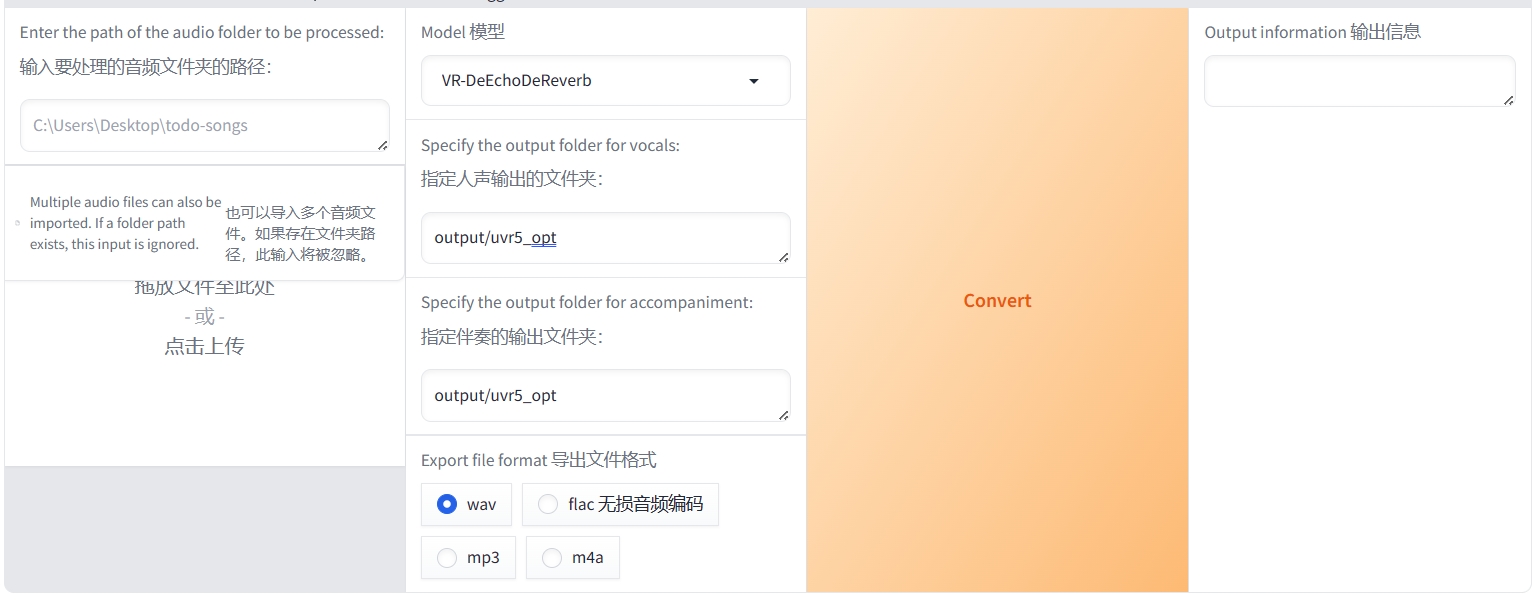 Enter the path of the audio folder to be processed:
输入要处理的音频文件夹的路径：
C:\Users\Desktop\todo-songs
Multiple audio files can also be
imported. If a folder path
exists, this input is ignored.
也可以导入多个音频文
件。如果存在文件夹路
径，此输入将被忽略。
拖放文件至此处
- 或 -
点击上传
Model 模型
VR-DeEchoDeReverb
Specify the output folder for vocals:
指定人声输出的文件夹：
output/uvr5_opt
Specify the output folder for accompaniment:
指定伴奏的输出文件夹：
output/uvr5_opt
Export file format 导出文件格式
wav
flac 无损音频编码
mp3
m4a
Convert
Output information 输出信息